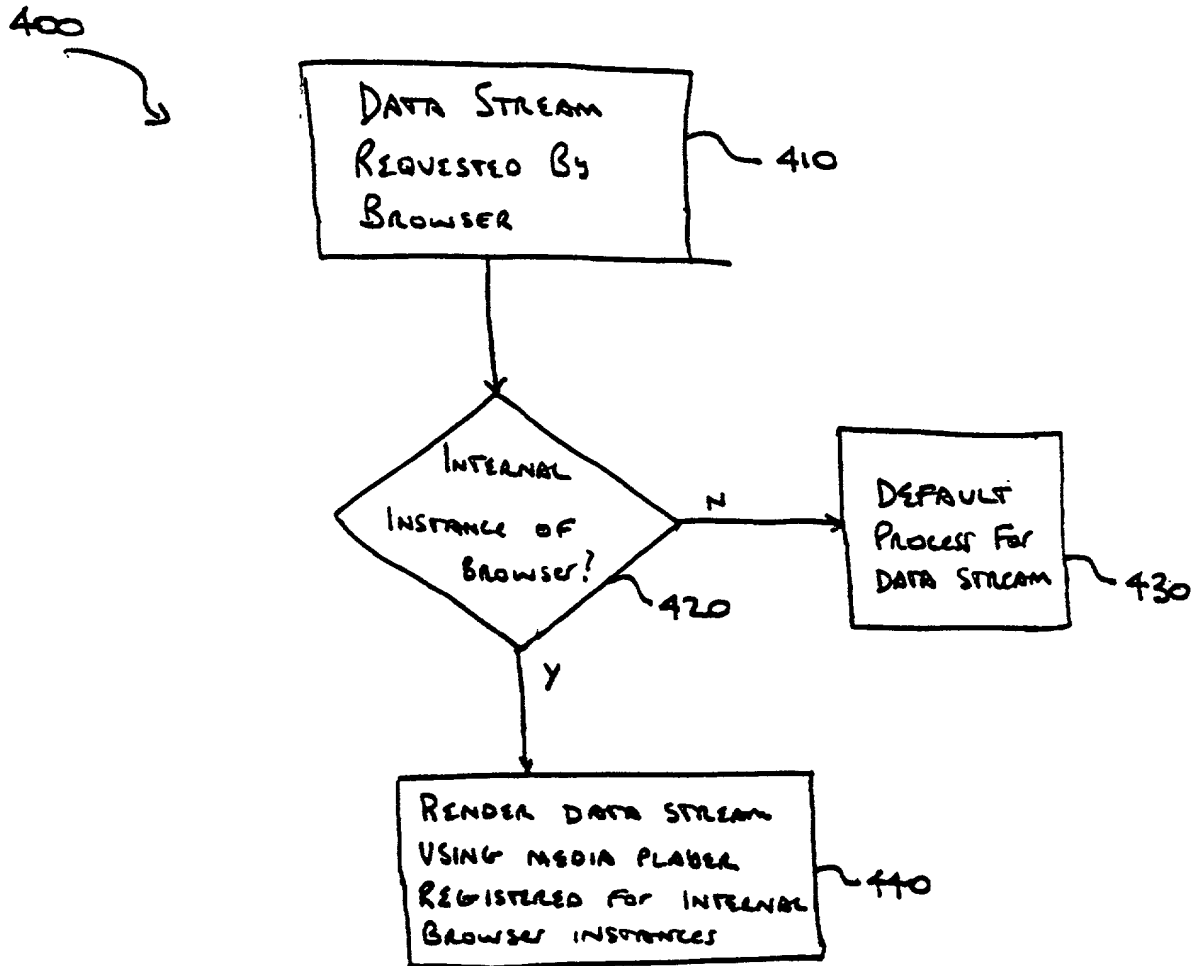 400
DATA STREAM
REQUESTED BY
BROWSER
410
INTERNAL
INSTANCE OF
BROWSER?
420
N
DEFAULT
PROCESS FOR
DATA STREAM
430
Y
RENDER DATA STREAM
USING MEDIA PLAYER
REGISTERED FOR INTERNAL
BROWSER INSTANCES
440